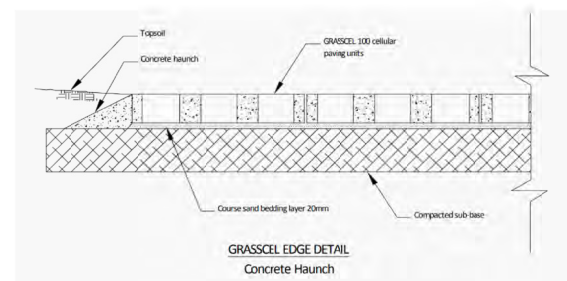 Topsoil
Concrete haunch
GRASSCEL 100 cellular
paving units
Course sand bedding layer 20mm
Compacted sub-base
GRASSCEL EDGE DETAIL
Concrete Haunch